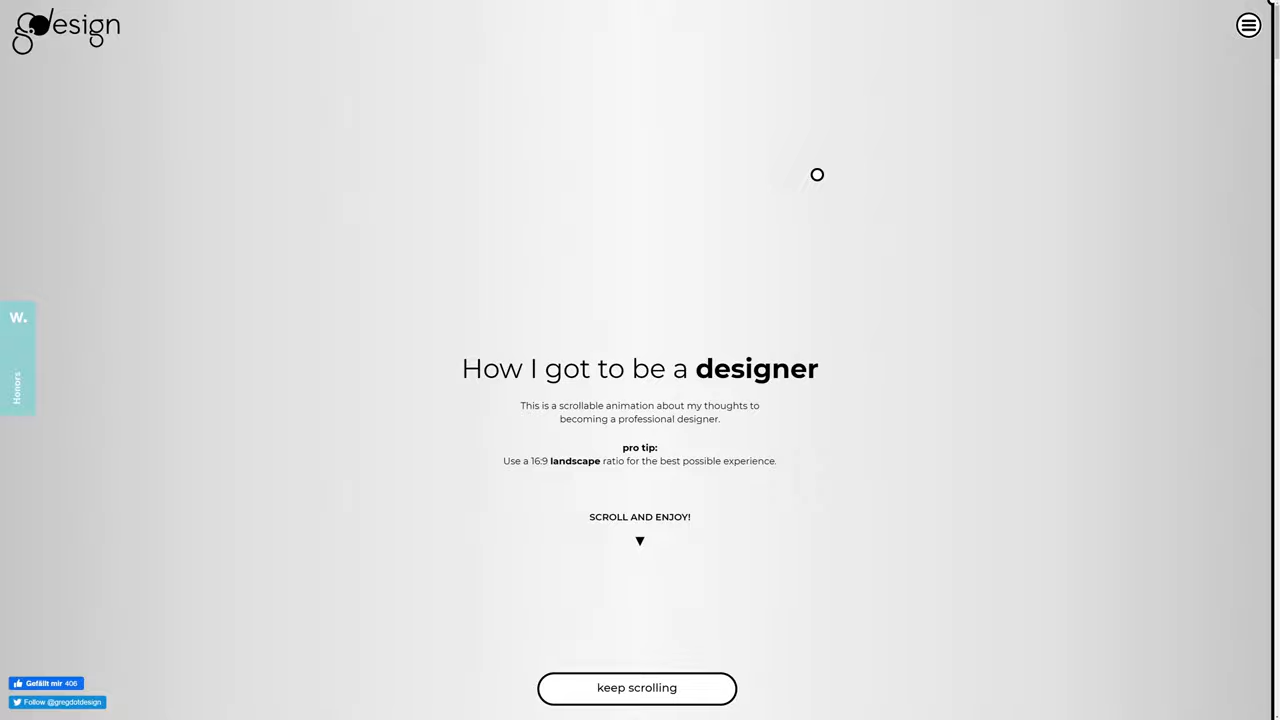 g.design
How I got to be a designer
This is a scrollable animation about my thoughts to
becoming a professional designer.
pro tip:
Use a 16:9 landscape ratio for the best possible experience.
SCROLL AND ENJOY!
W.
Honors
Gefällt mir 406
Follow @gregdotdesign
keep scrolling